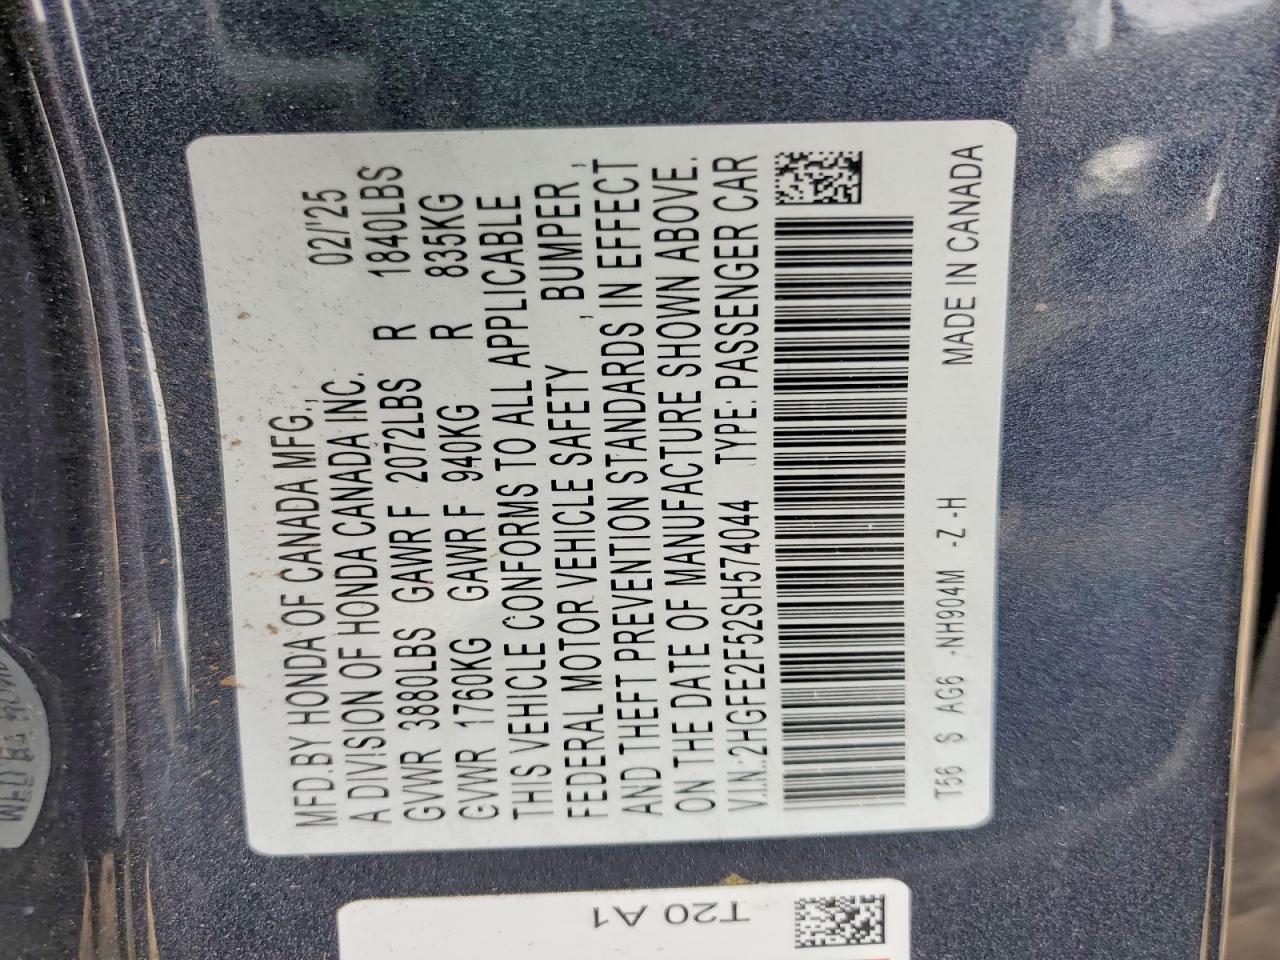 MFD.BY HONDA OF CANADA MFG., 02/'25
A DIVISION OF HONDA CANADA INC.
GVWR 3880LBS GAWR F 2072LBS R 1840LBS
GVWR 1760KG GAWR F 940KG R 835KG
THIS VEHICLE CONFORMS TO ALL APPLICABLE
FEDERAL MOTOR VEHICLE SAFETY , BUMPER ,
AND THEFT PREVENTION STANDARDS IN EFFECT
ON THE DATE OF MANUFACTURE SHOWN ABOVE.
V.I.N.:2HGFE2F52SH574044 TYPE: PASSENGER CAR
T56 S AG6 -NH904M -Z -H MADE IN CANADA
T20 A1